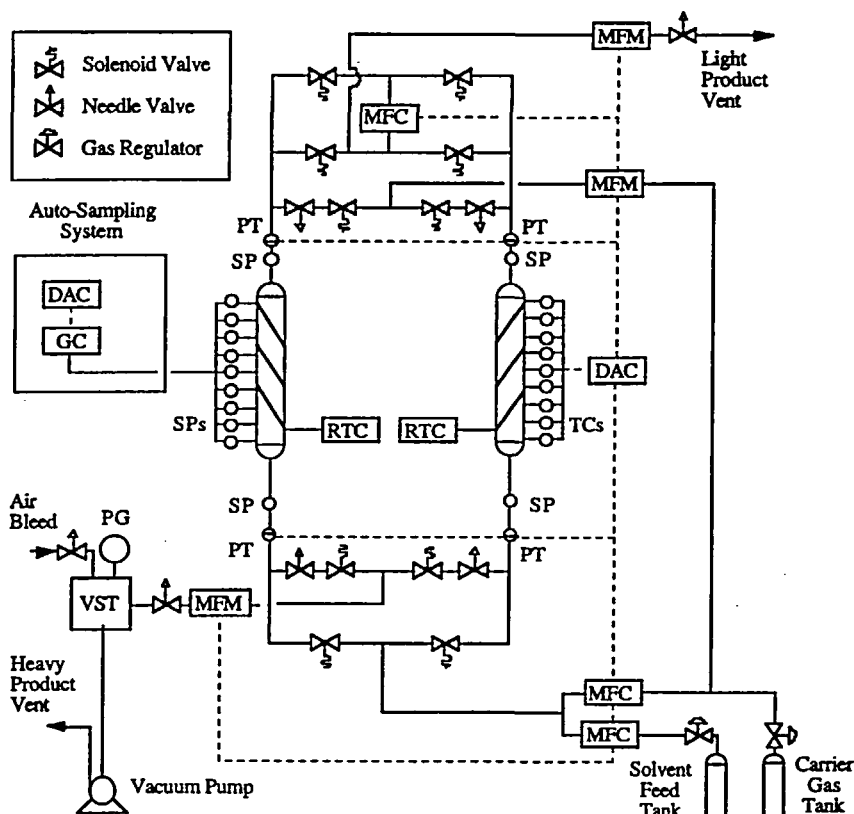 MFM
Solenoid Valve
Light
Product
Vent
Needle Valve
MFC
Gas Regulator
MFM
Auto-Sampling
System
PT
PT
SP
SP
DAC
GC
DAC
SPs
RTC
RTC
TCs
SP
SP
Air
Bleed
PG
PT
PT
VST
MFM
Heavy
Product
Vent
MFC
MFC
Vacuum Pump
Solvent
Feed
Tank
Carrier
Gas
Tank